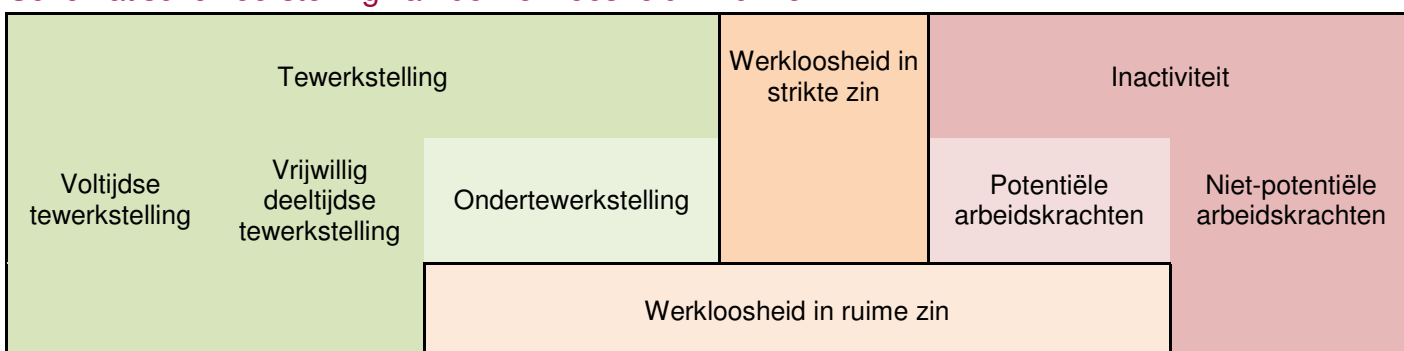 Tewerkstelling
Werkloosheid in
strikte zin
Inactiviteit
Voltijdse
tewerkstelling
Vrijwillig
deeltijdse
tewerkstelling
Ondertewerkstelling
Potentiële
arbeidskrachten
Niet-potentiële
arbeidskrachten
Werkloosheid in ruime zin